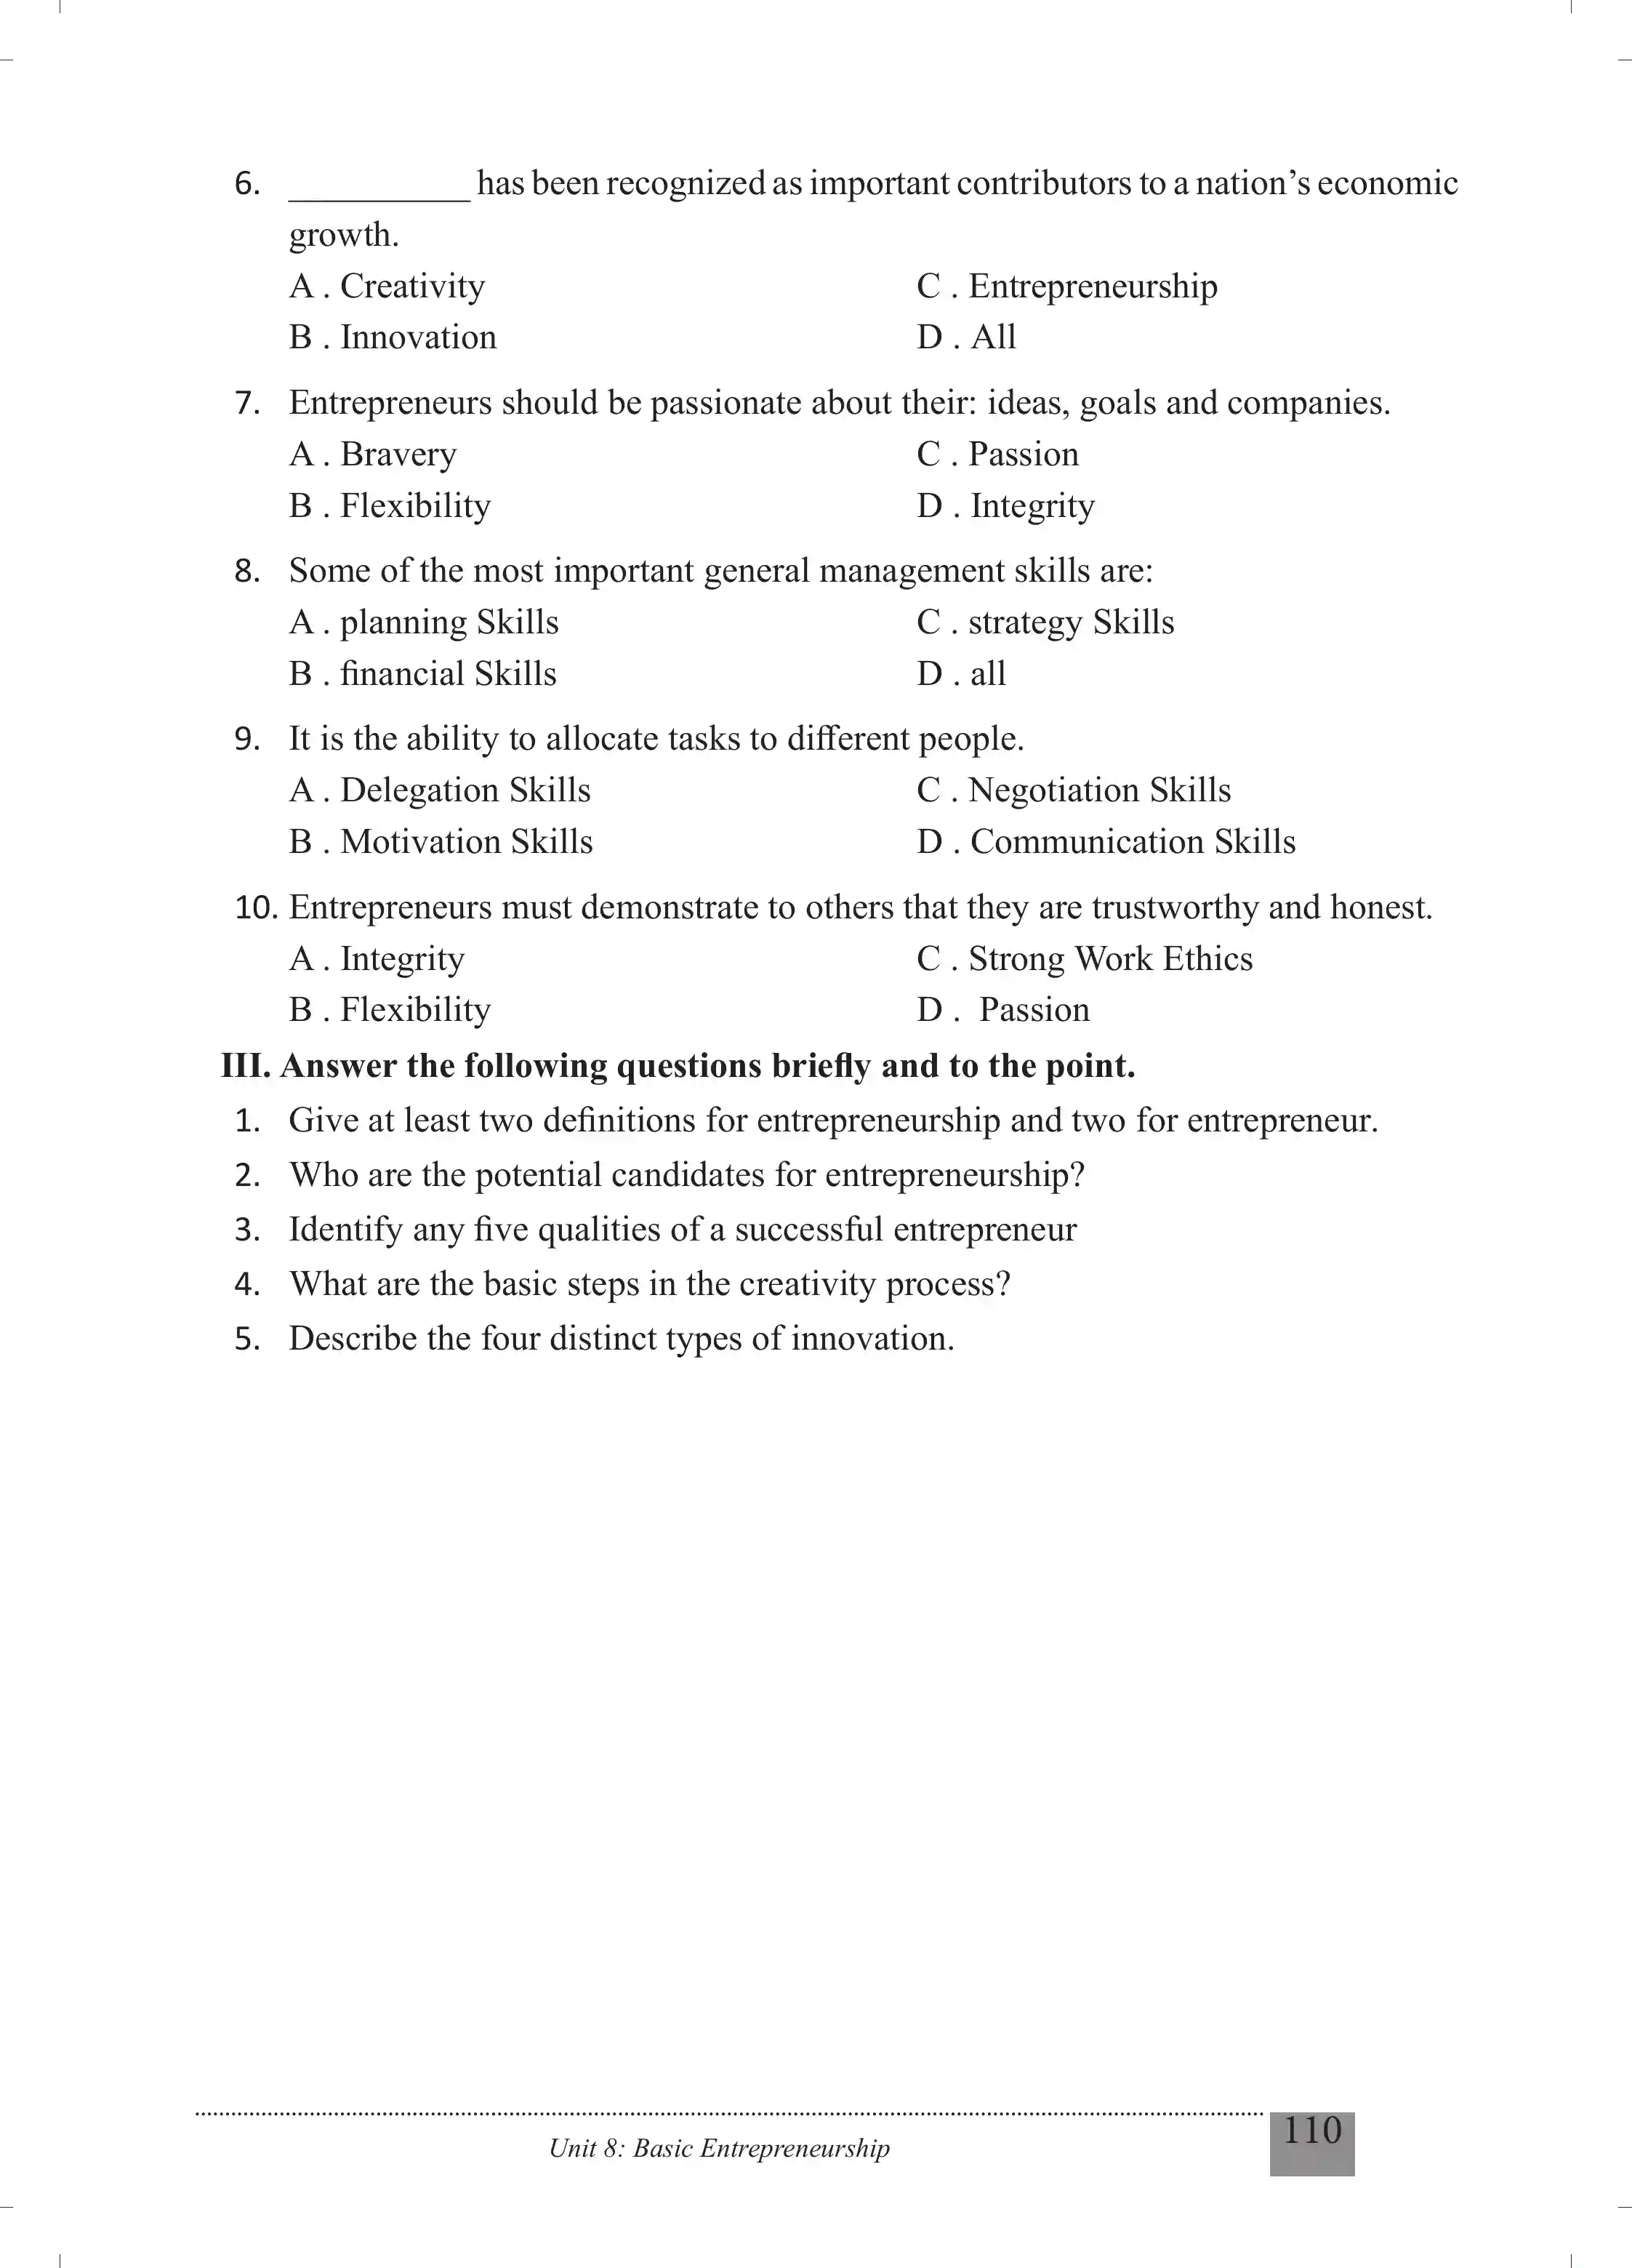 6. __________ has been recognized as important contributors to a nation’s economic
growth.
A . Creativity
C . Entrepreneurship
B . Innovation
D . All
7. Entrepreneurs should be passionate about their: ideas, goals and companies.
A . Bravery
C . Passion
B . Flexibility
D . Integrity
8. Some of the most important general management skills are:
A . planning Skills
C . strategy Skills
B . financial Skills
D . all
9. It is the ability to allocate tasks to different people.
A . Delegation Skills
C . Negotiation Skills
B . Motivation Skills
D . Communication Skills
10. Entrepreneurs must demonstrate to others that they are trustworthy and honest.
A . Integrity
C . Strong Work Ethics
B . Flexibility
D . Passion
III. Answer the following questions briefly and to the point.
1. Give at least two definitions for entrepreneurship and two for entrepreneur.
2. Who are the potential candidates for entrepreneurship?
3. Identify any five qualities of a successful entrepreneur
4. What are the basic steps in the creativity process?
5. Describe the four distinct types of innovation.
Unit 8: Basic Entrepreneurship
110